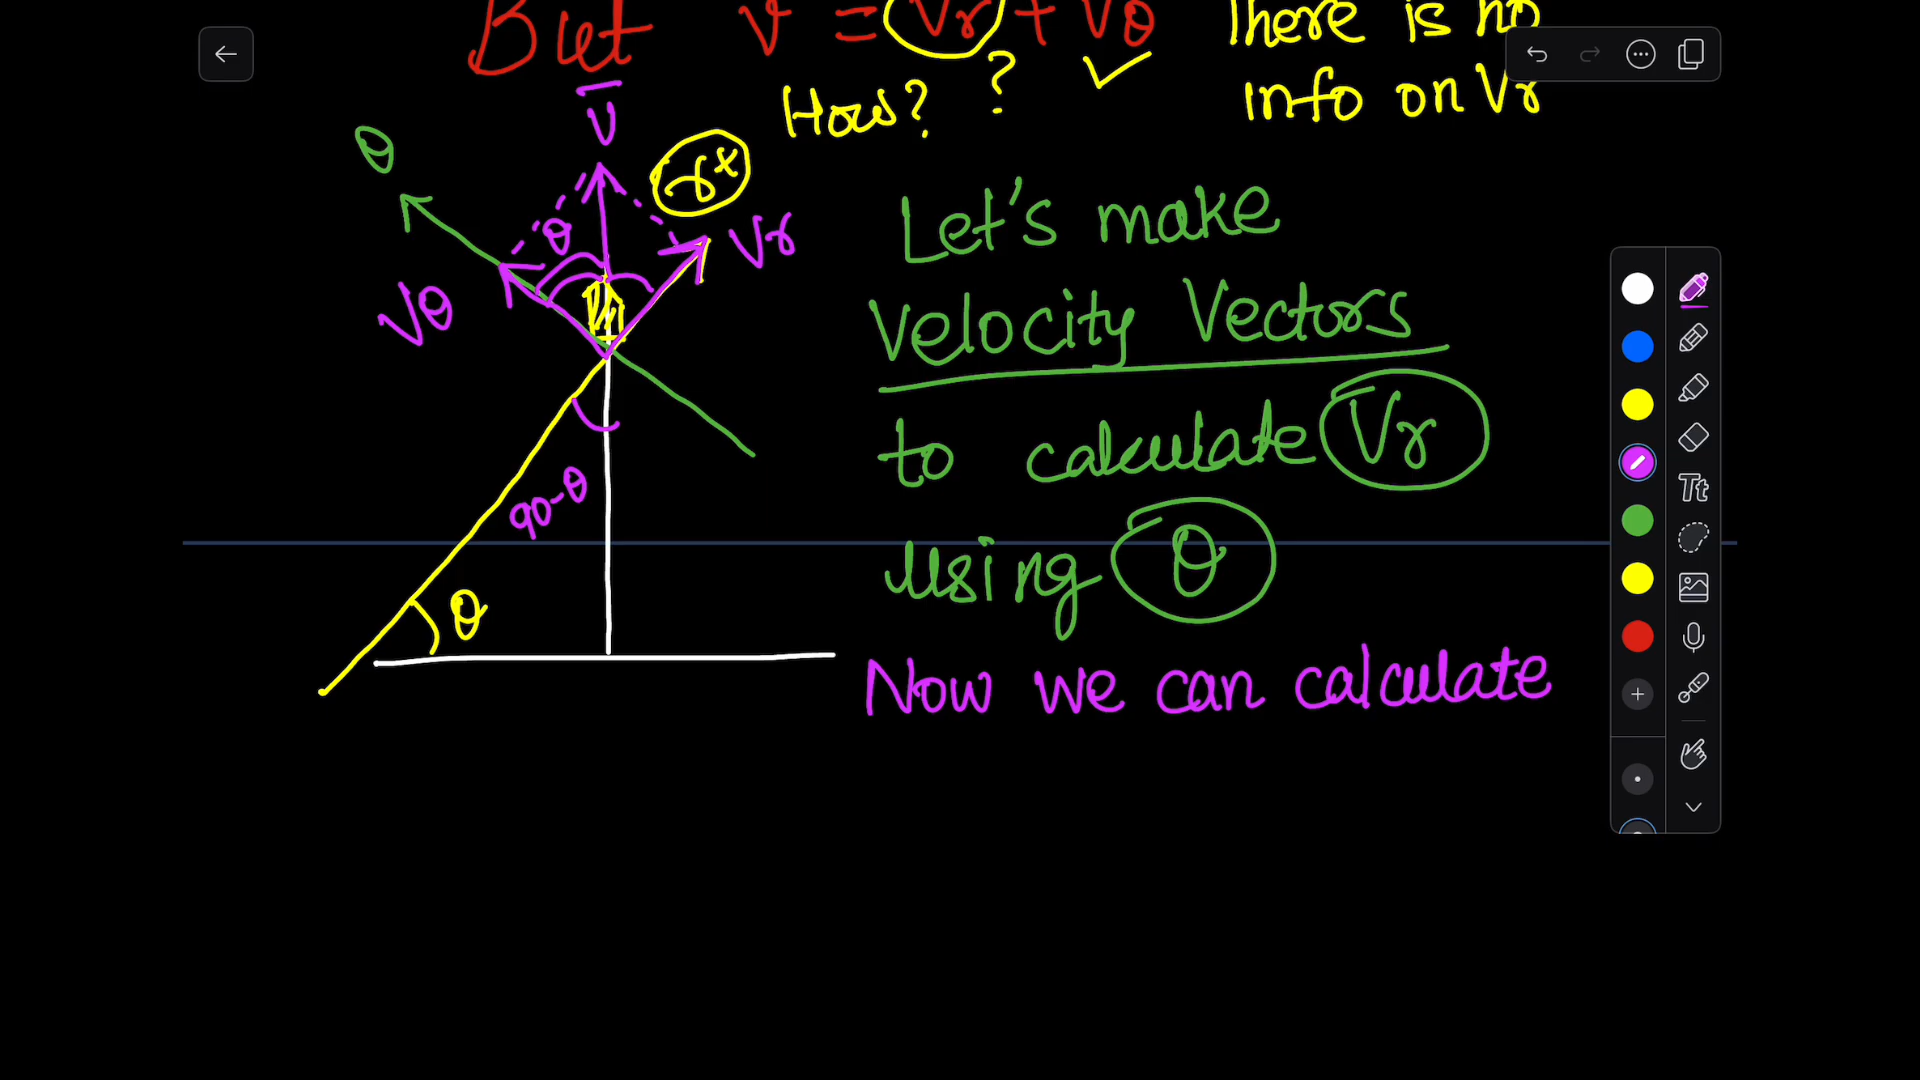 But v = Vr + Vθ There is no
How? ? info on Vr
V
θ
r+
θ
Vr
Vθ
Let's make
Velocity Vectors
to calculate Vr
using θ
90-θ
θ
Now we can calculate
Tt